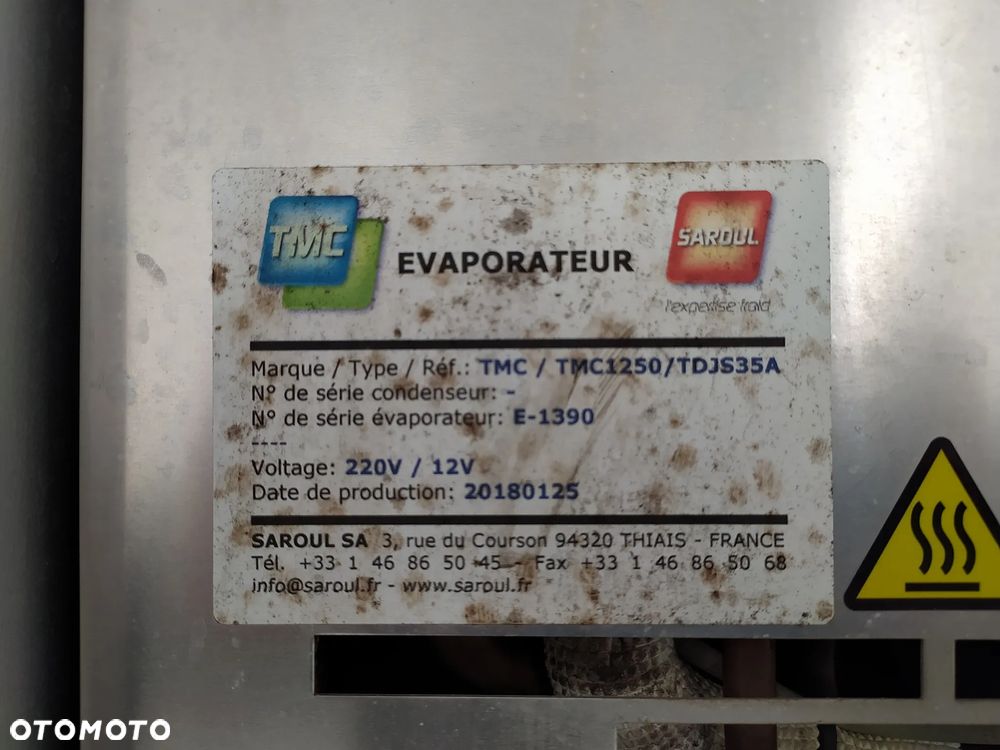 TMC
EVAPORATEUR
SAROUL
l'expertise froid
Marque / Type / Réf.: TMC / TMC1250/TDJS35A
N° de série condenseur: -
N° de série évaporateur: E-1390
----
Voltage: 220V / 12V
Date de production: 20180125
SAROUL SA 3, rue du Courson 94320 THIAIS - FRANCE
Tél. +33 1 46 86 50 45 - Fax +33 1 46 86 50 68
info@saroul.fr - www.saroul.fr
OTOMOTO